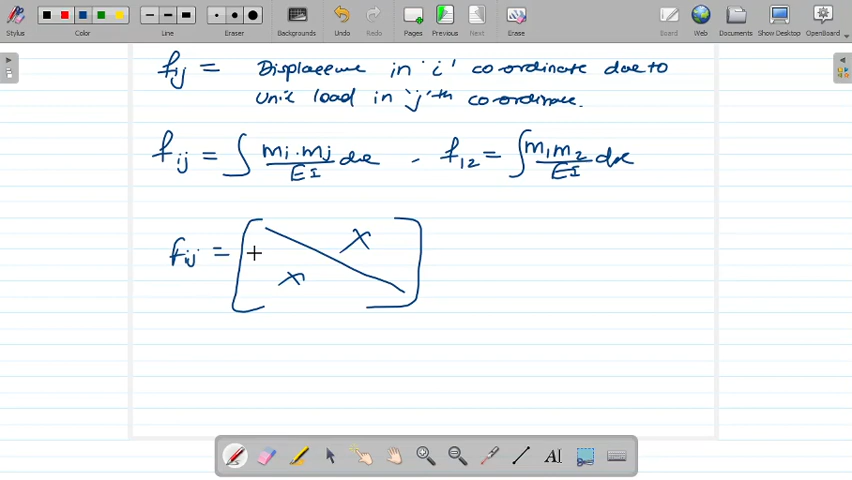 Stylus
Color
Line
Eraser
Backgrounds
Undo
Redo
Pages
Previous
Next
Erase
Board
Web
Documents
Show Desktop
OpenBoard
fij = Displaceme in 'i' co-ordinate due to
unit load in 'j'th co-ordinate.
fij = ∫ mi·mj/EI dx - f12 = ∫ m1m2/EI dx
fij = [ x x ]